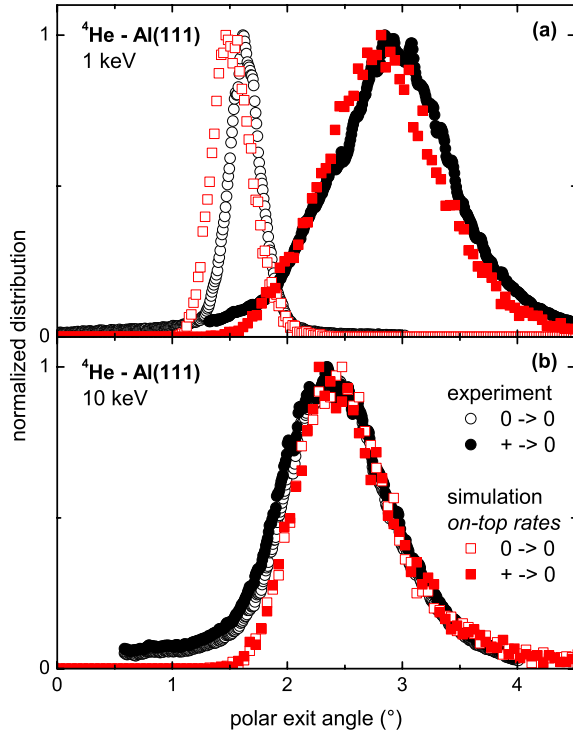 ⁴He - Al(111)
1 keV
(a)
1
0
⁴He - Al(111)
10 keV
(b)
1
experiment
0 -> 0
+ -> 0
simulation
on-top rates
0 -> 0
+ -> 0
0
0 1 2 3 4
polar exit angle (°)
normalized distribution